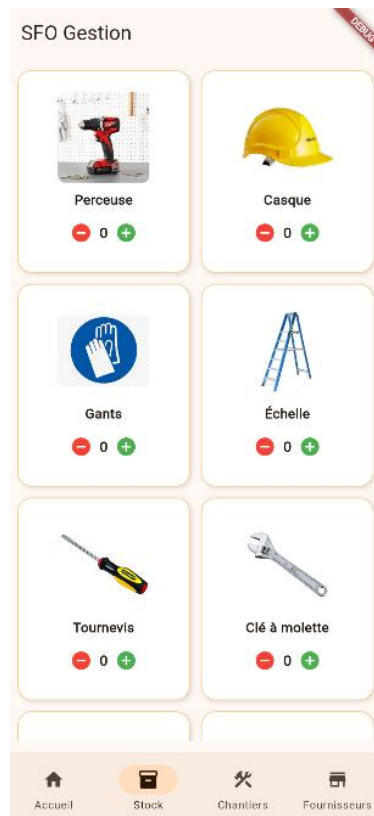 SFO Gestion
DEBUG
Perceuse
Casque
0
0
Gants
Échelle
0
0
Tournevis
Clé à molette
0
0
Accueil
Stock
Chantiers
Fournisseurs